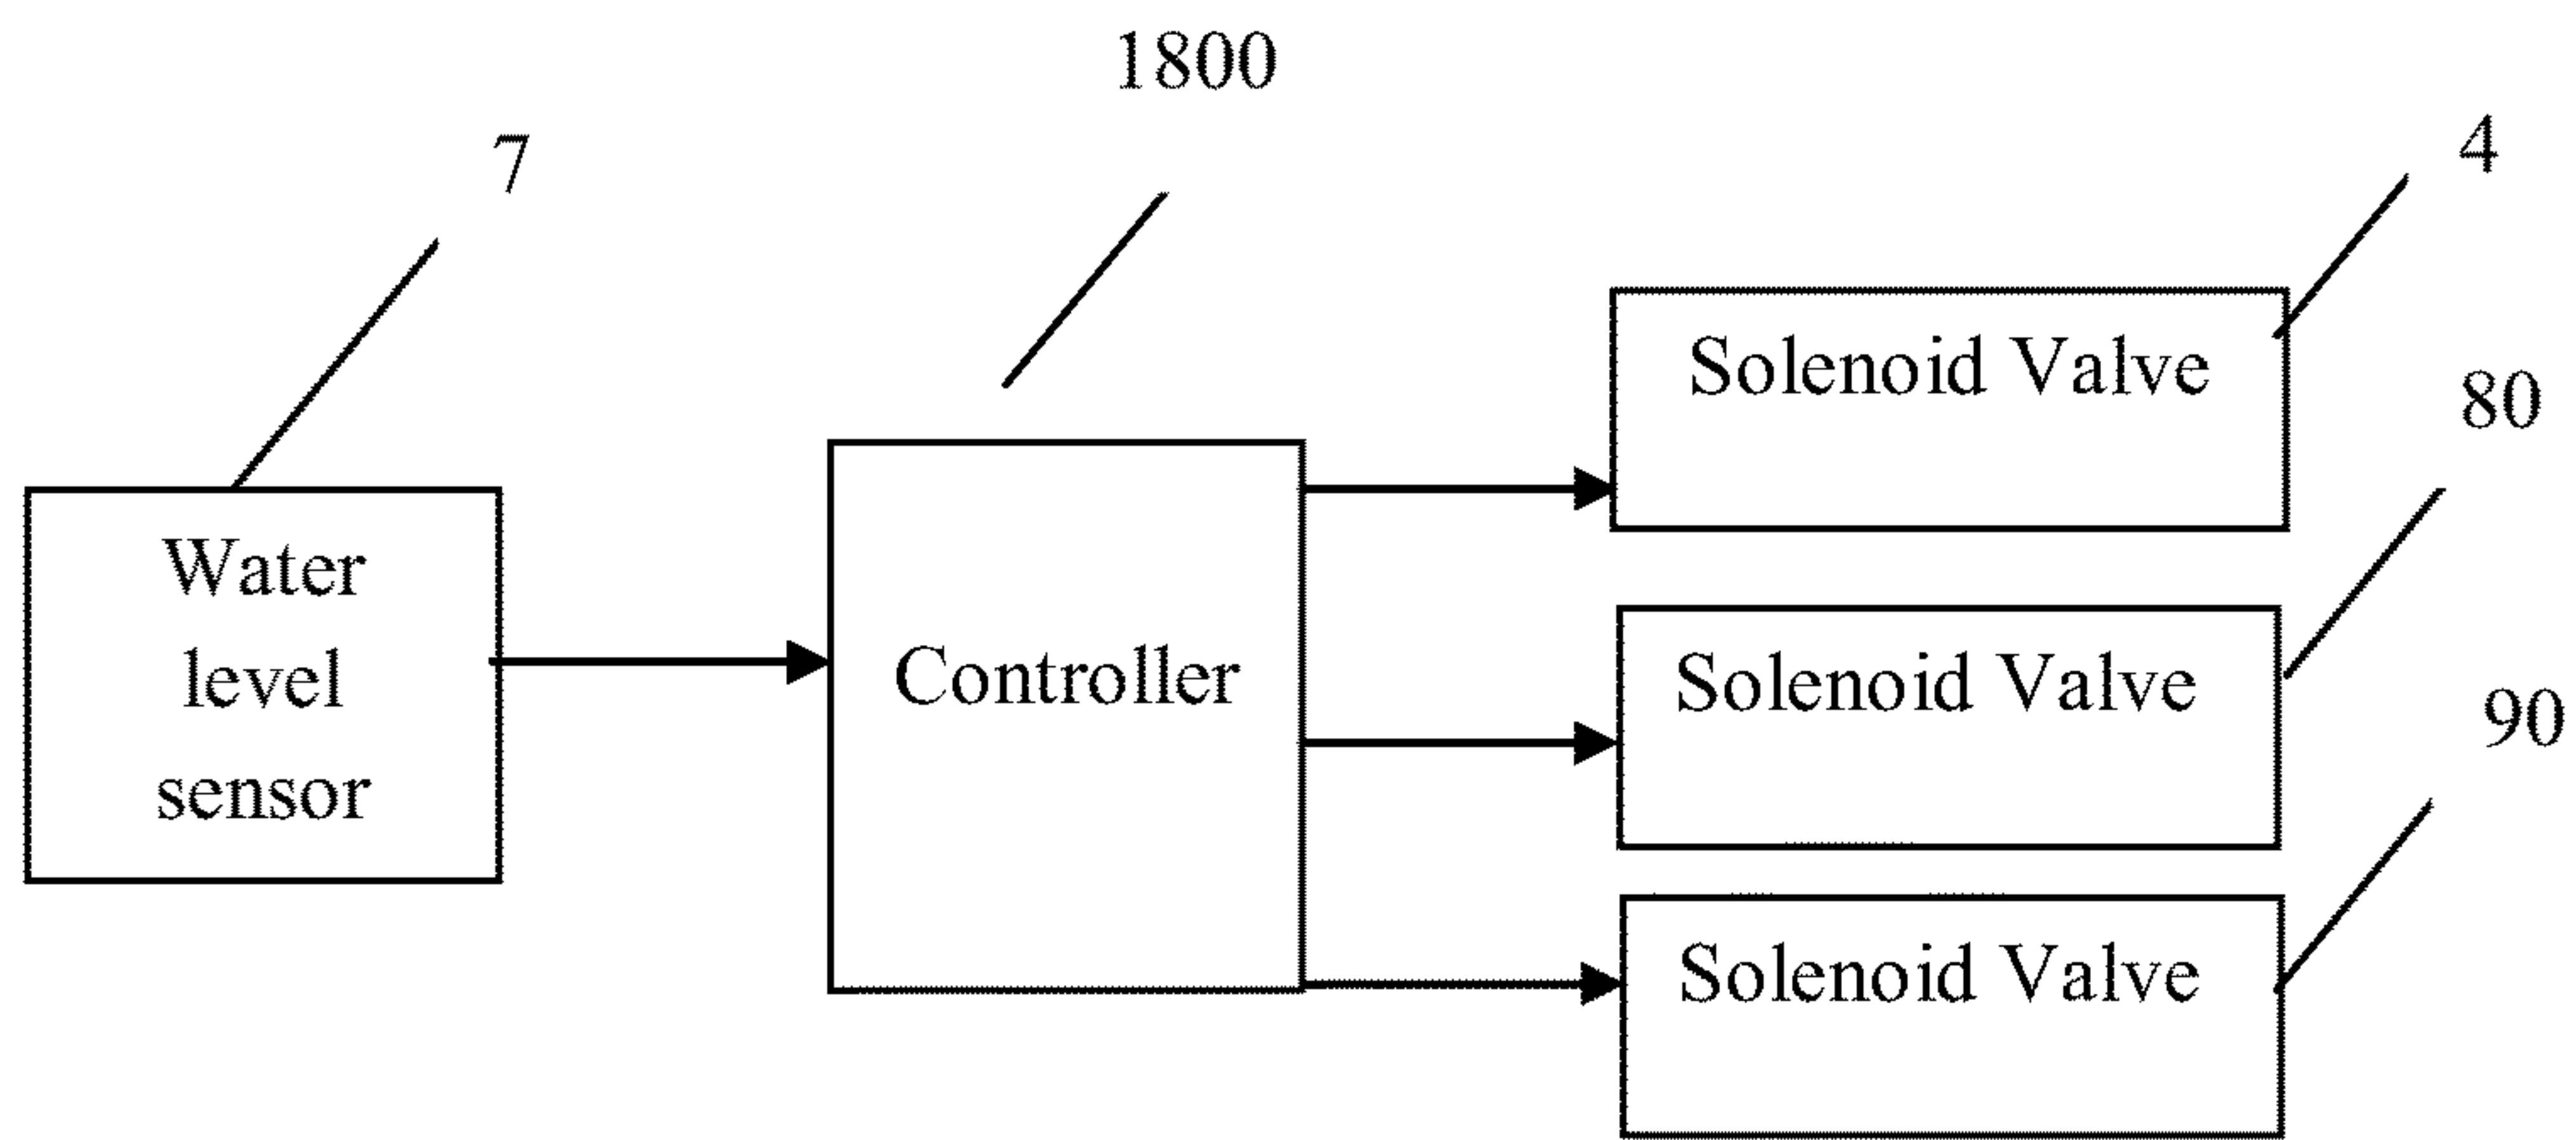 1800
7
4
Solenoid Valve
80
Water
level
sensor
Controller
Solenoid Valve
90
Solenoid Valve